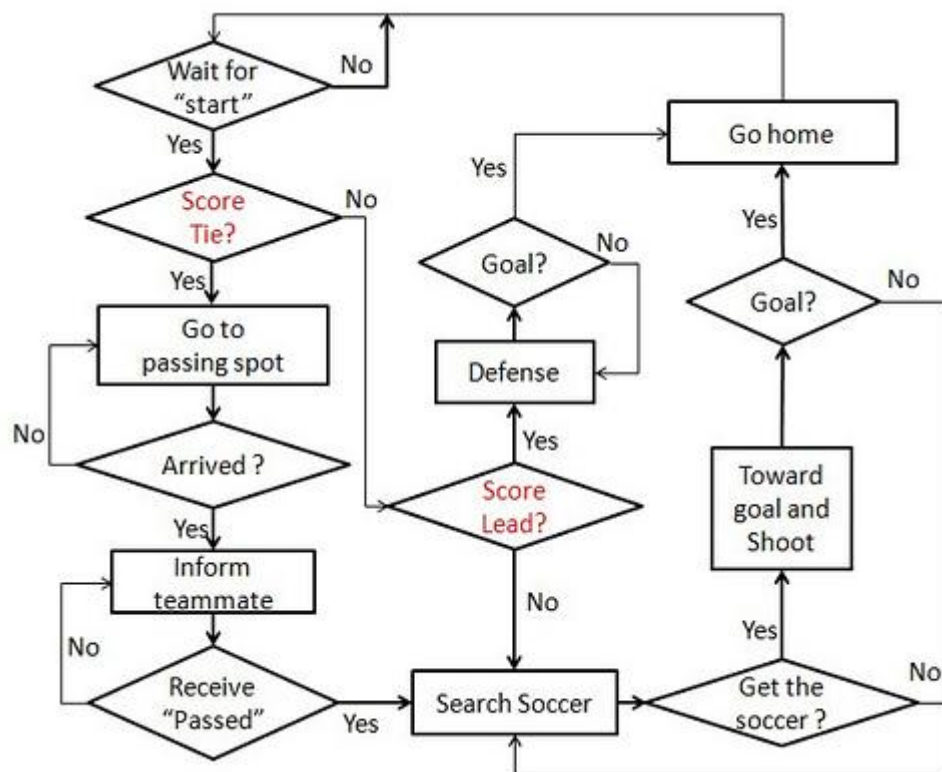 Wait for
"start"
No
Yes
Score
Tie?
No
Yes
Go to
passing spot
No
Arrived ?
Yes
Inform
teammate
No
Receive
"Passed"
Yes
Go home
Yes
Goal?
No
Defense
Yes
Score
Lead?
No
Search Soccer
Yes
Goal?
No
Toward
goal and
Shoot
Yes
Get the
soccer ?
No